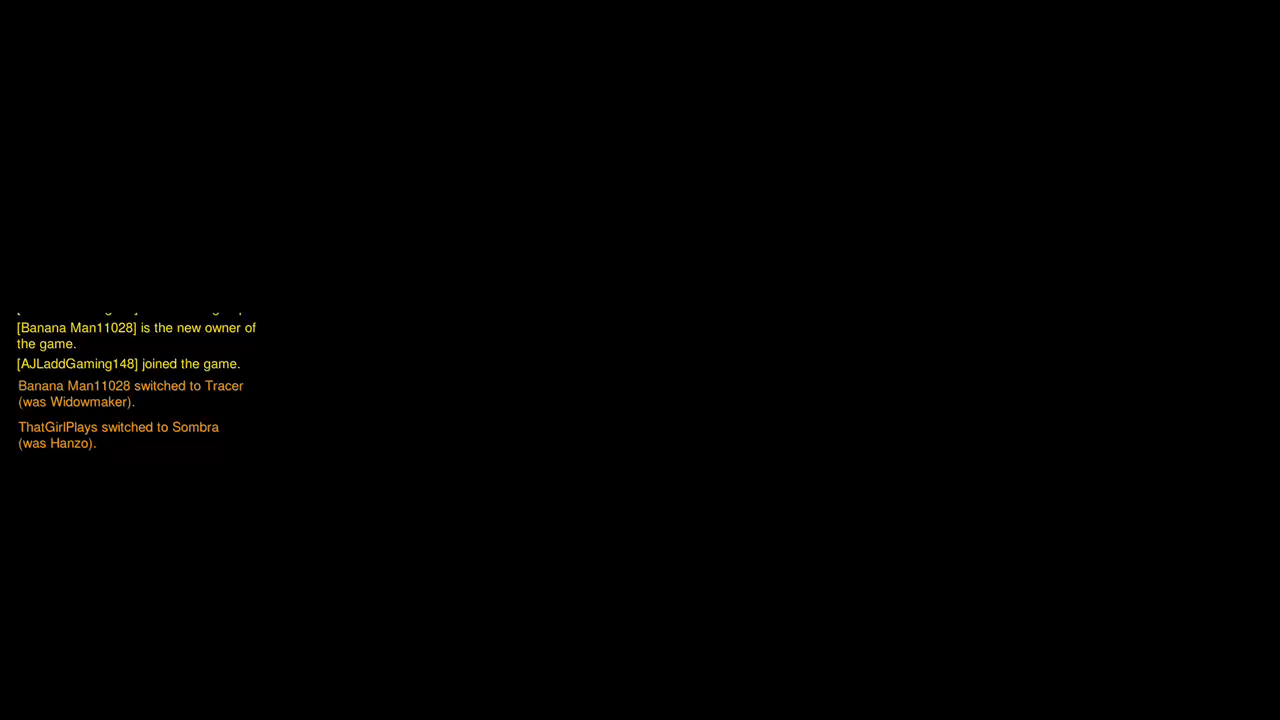 [Banana Man11028] is the new owner of
the game.
[AJLaddGaming148] joined the game.
Banana Man11028 switched to Tracer
(was Widowmaker).
ThatGirlPlays switched to Sombra
(was Hanzo).